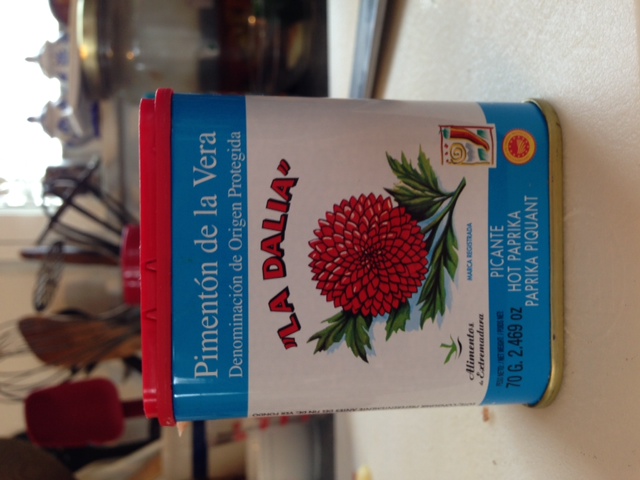 Pimentón de la Vera
Denominación de Origen Protegida
"LA DALIA"
MARCA REGISTRADA
Alimentos
de Extremadura
PICANTE
HOT PAPRIKA
PAPRIKA PIQUANT
70 G. 2.469 OZ